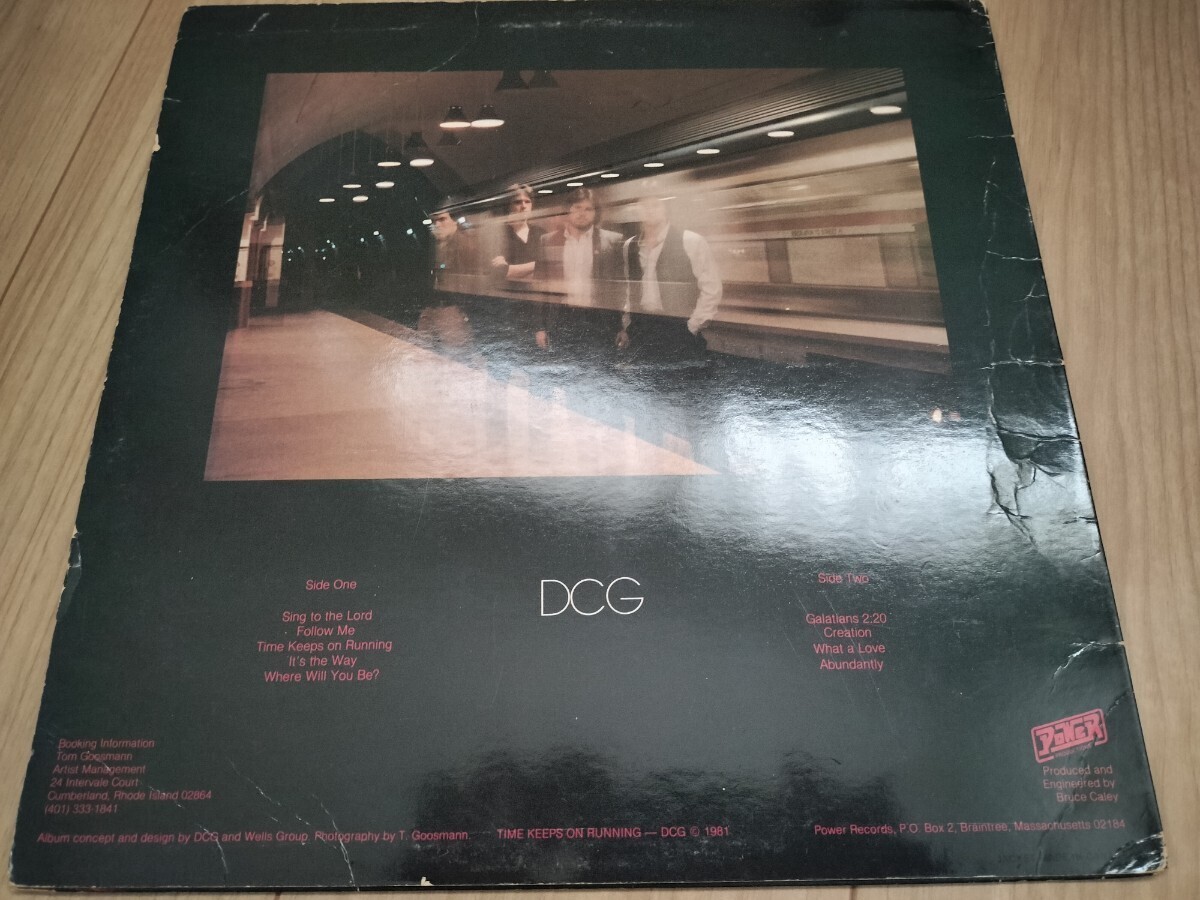 Side One
Sing to the Lord
Follow Me
Time Keeps on Running
It's the Way
Where Will You Be?
DCG
Side Two
Galatians 2:20
Creation
What a Love
Abundantly
Booking Information
Tom Goosmann
Artist Management
24 Intervale Court
Cumberland, Rhode Island 02864
(401) 333-1841
POWER
Produced and
Engineered by
Bruce Caley
Album concept and design by DCG and Wells Group. Photography by T. Goosmann.
TIME KEEPS ON RUNNING — DCG © 1981
Power Records, P.O. Box 2, Braintree, Massachusetts 02184